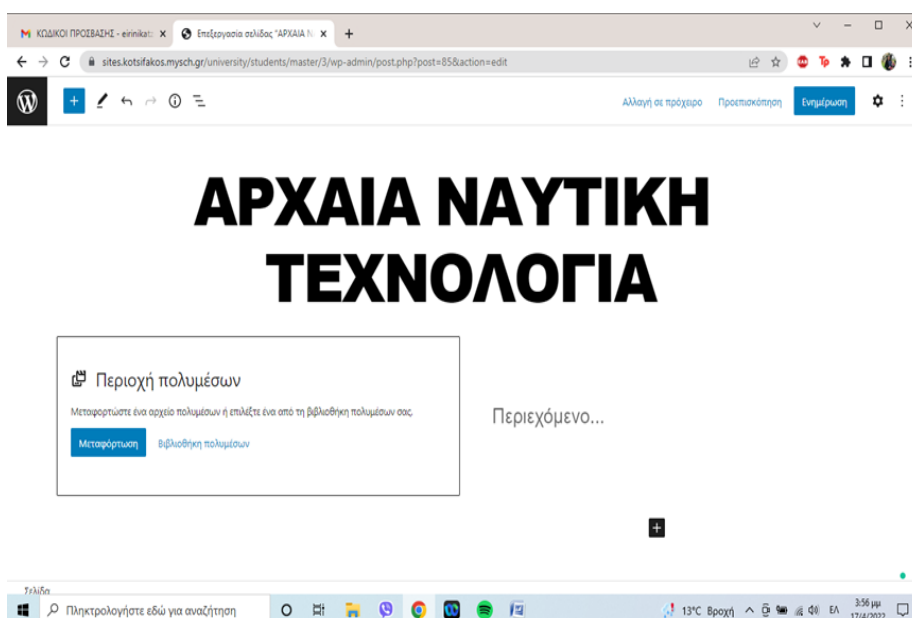 ΚΩΔΙΚΟΙ ΠΡΟΣΒΑΣΗΣ - eirinikat
Επεξεργασία σελίδας "ΑΡΧΑΙΑ Ν
sites.kotsifakos.mysch.gr/university/students/master/3/wp-admin/post.php?post=85&action=edit
Αλλαγή σε πρόχειρο Προεπισκόπηση Ενημέρωση
ΑΡΧΑΙΑ ΝΑΥΤΙΚΗ
ΤΕΧΝΟΛΟΓΙΑ
Περιοχή πολυμέσων
Μεταφορτώστε ένα αρχείο πολυμέσων ή επιλέξτε ένα από τη βιβλιοθήκη πολυμέσων σας.
Μεταφόρτωση Βιβλιοθήκη πολυμέσων
Περιεχόμενο...
Σελίδα
Πληκτρολογήστε εδώ για αναζήτηση
13°C Βροχή
ΕΛ
3:56 μμ
17/4/2022